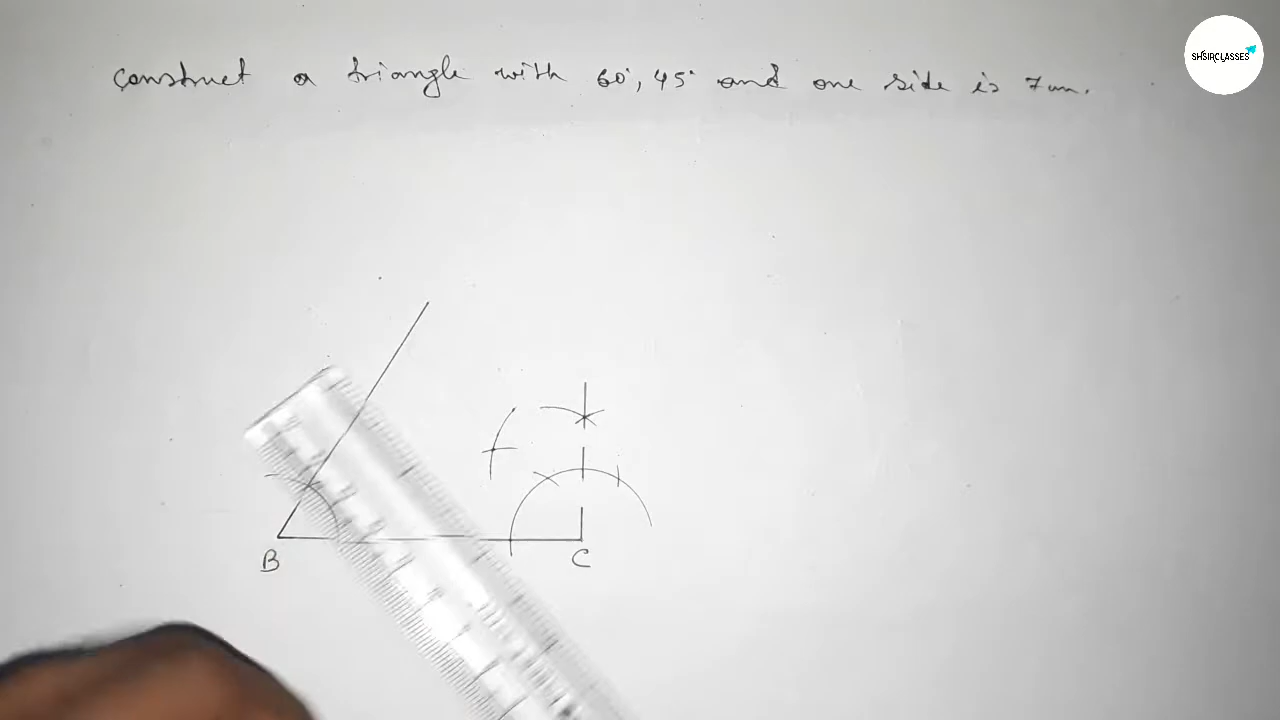 construct a triangle with 60°, 45° and one side is 7cm.
SHSIRCLASSES
B
C